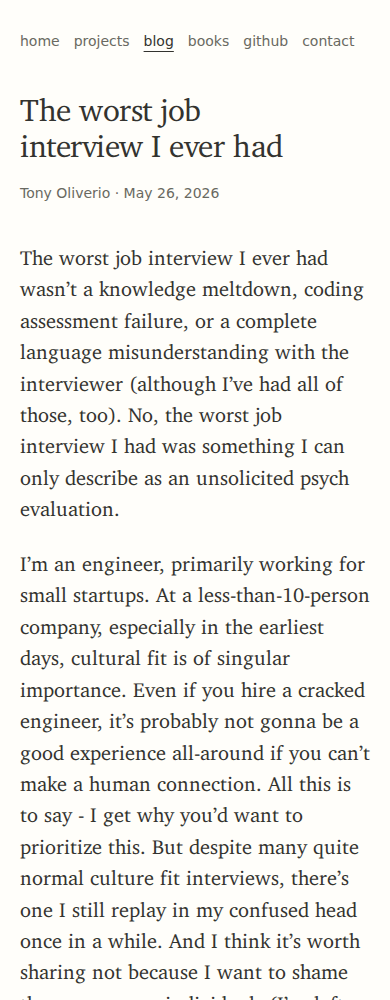 home projects blog books github contact
The worst job
interview I ever had
Tony Oliverio · May 26, 2026
The worst job interview I ever had
wasn’t a knowledge meltdown, coding
assessment failure, or a complete
language misunderstanding with the
interviewer (although I’ve had all of
those, too). No, the worst job
interview I had was something I can
only describe as an unsolicited psych
evaluation.
I’m an engineer, primarily working for
small startups. At a less-than-10-person
company, especially in the earliest
days, cultural fit is of singular
importance. Even if you hire a cracked
engineer, it’s probably not gonna be a
good experience all-around if you can’t
make a human connection. All this is
to say - I get why you’d want to
prioritize this. But despite many quite
normal culture fit interviews, there’s
one I still replay in my confused head
once in a while. And I think it’s worth
sharing not because I want to shame